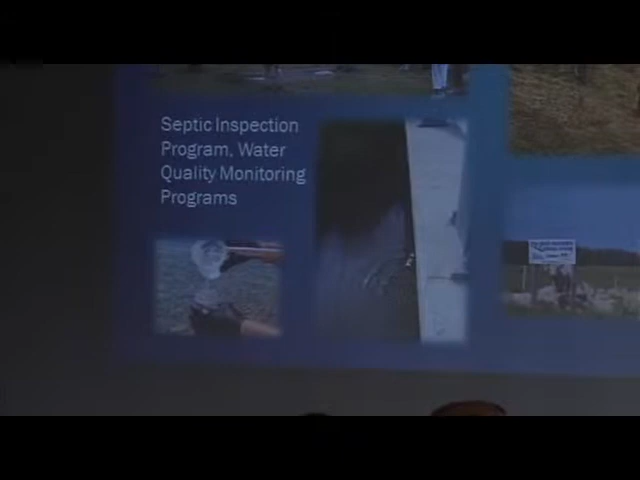 Septic Inspection
Program, Water
Quality Monitoring
Programs